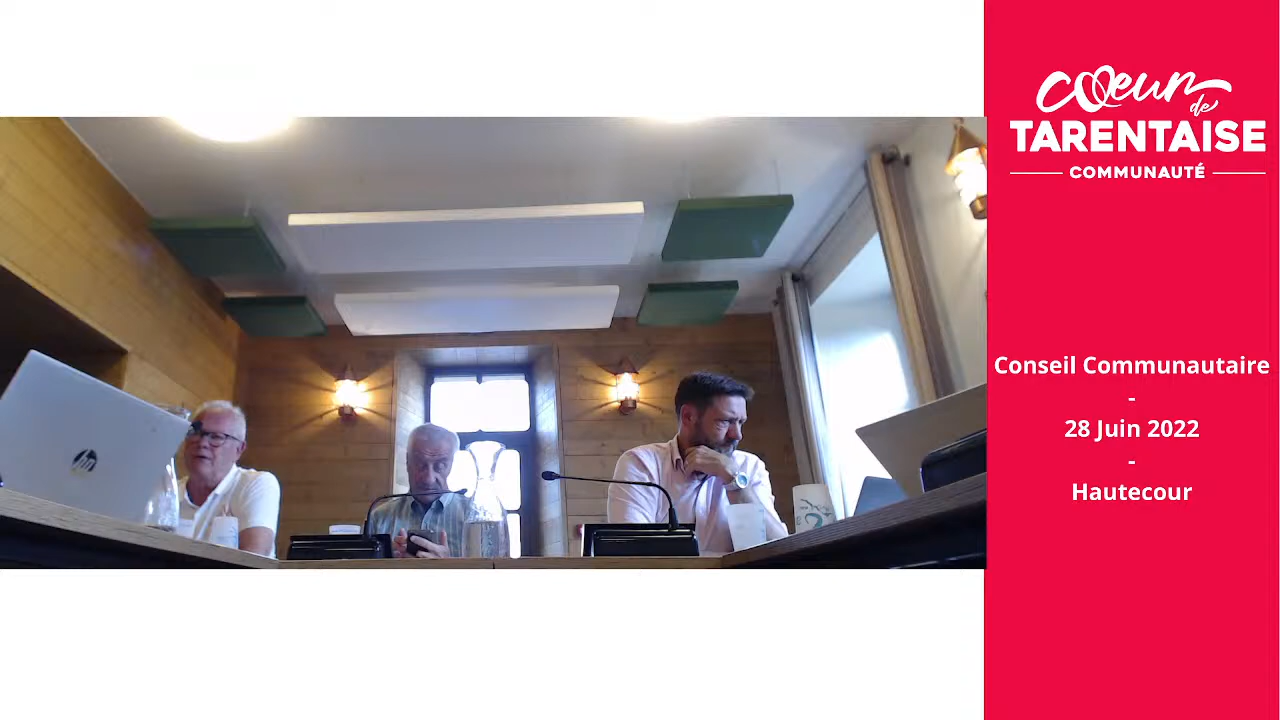 cœur
de
TARENTAISE
COMMUNAUTÉ
Conseil Communautaire
-
28 Juin 2022
-
Hautecour
hp